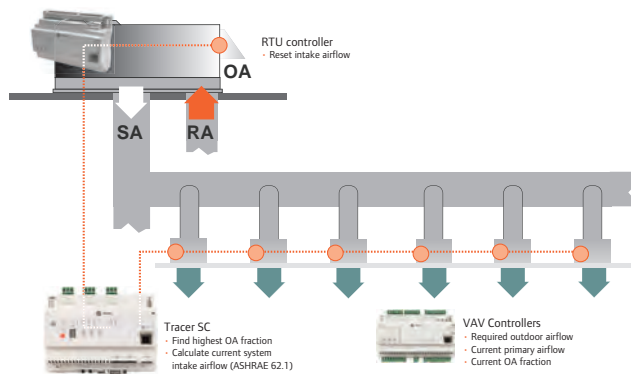 RTU controller
· Reset intake airflow
OA
SA
RA
Tracer SC
· Find highest OA fraction
· Calculate current system
intake airflow (ASHRAE 62.1)
VAV Controllers
· Required outdoor airflow
· Current primary airflow
· Current OA fraction